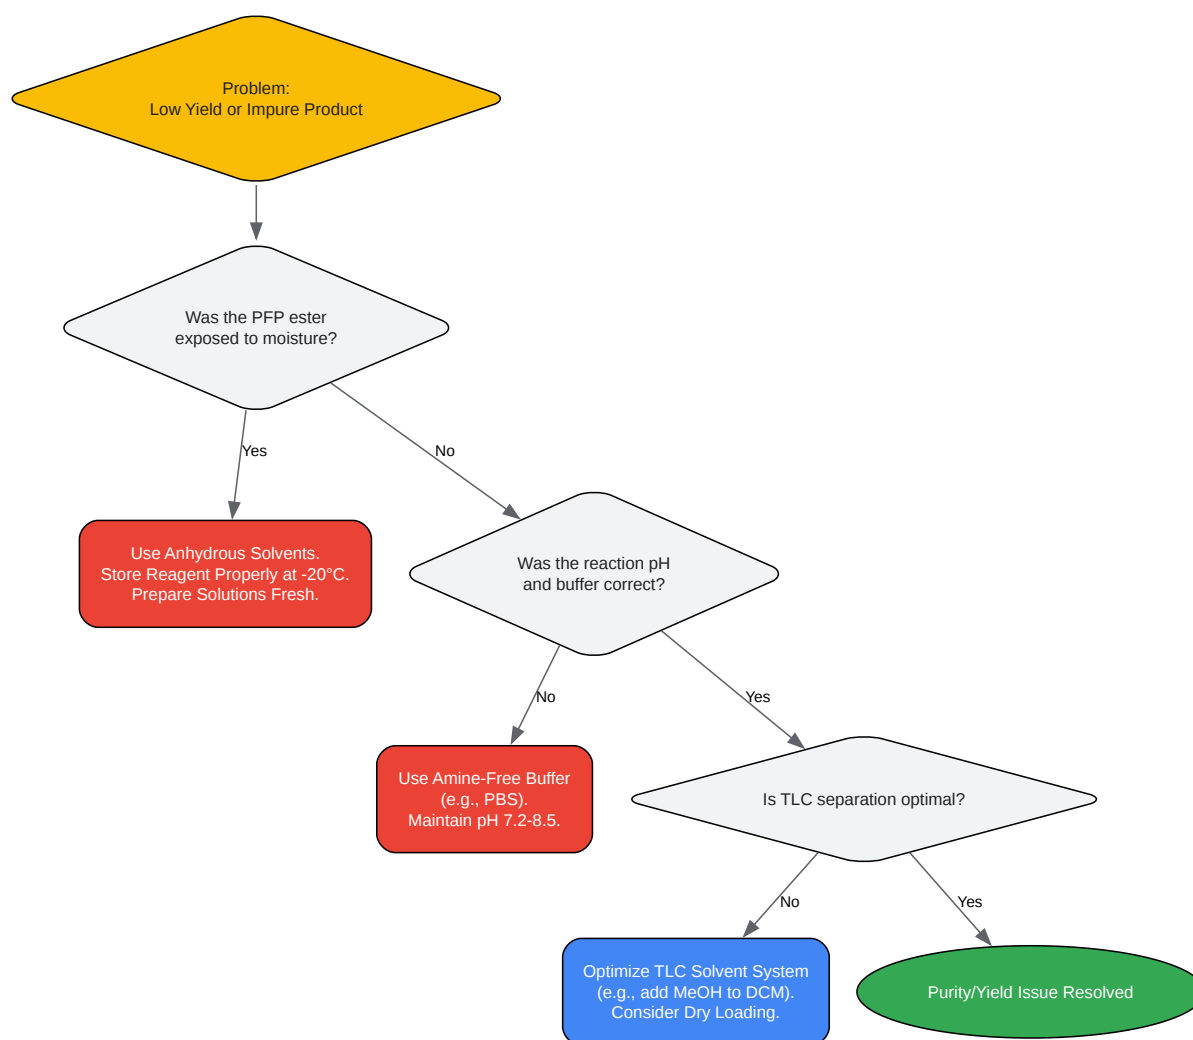 Problem:
Low Yield or Impure Product
Was the PFP ester
exposed to moisture?
Yes
No
Use Anhydrous Solvents.
Store Reagent Properly at -20°C.
Prepare Solutions Fresh.
Was the reaction pH
and buffer correct?
No
Yes
Use Amine-Free Buffer
(e.g., PBS).
Maintain pH 7.2-8.5.
Is TLC separation optimal?
No
Yes
Optimize TLC Solvent System
(e.g., add MeOH to DCM).
Consider Dry Loading.
Purity/Yield Issue Resolved